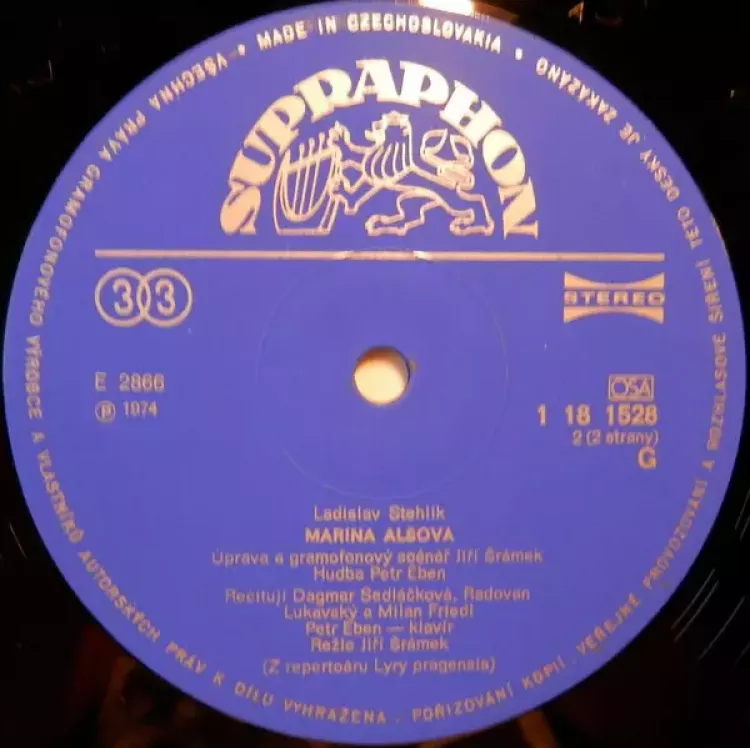 VŠECHNA PRÁVA GRAMOFONOVÉHO VÝROBCE A VLASTNÍKŮ AUTORSKÝCH PRÁV K DÍLU VYHRAŽENA · POŘIZOVÁNÍ KOPIÍ, VEŘEJNÉ PROVOZOVÁNÍ A ROZHLASOVÉ ŠÍŘENÍ TÉTO DESKY JE ZAKÁZÁNO
• MADE IN CZECHOSLOVAKIA •
SUPRAPHON
33
STEREO
E 2866
Ⓟ 1974
OSA
1 18 1528
2 (2 strany)
G
Ladislav Stehlík
MARINA ALSOVA
Úprava a gramofonový scénář Jiří Šrámek
Hudba Petr Eben
Recitují Dagmar Sedláčková, Radovan
Lukavský a Milan Friedl
Petr Eben — klavír
Režie Jiří Šrámek
(Z repertoáru Lyry pragensis)